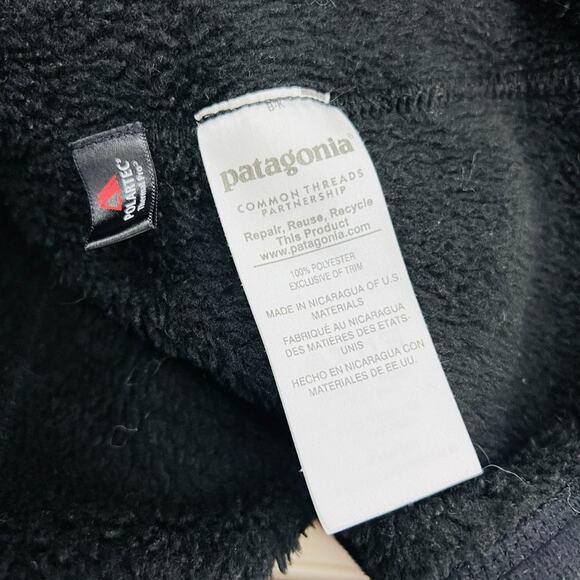 POLARTEC®
Thermal Pro®
patagonia®
COMMON THREADS
PARTNERSHIP
Repair, Reuse, Recycle
This Product
www.patagonia.com
100% POLYESTER
EXCLUSIVE OF TRIM
MADE IN NICARAGUA OF U.S.
MATERIALS
FABRIQUÉ AU NICARAGUA
DES MATIÈRES DES ETATS-
UNIS
HECHO EN NICARAGUA CON
MATERIALES DE EE.UU.